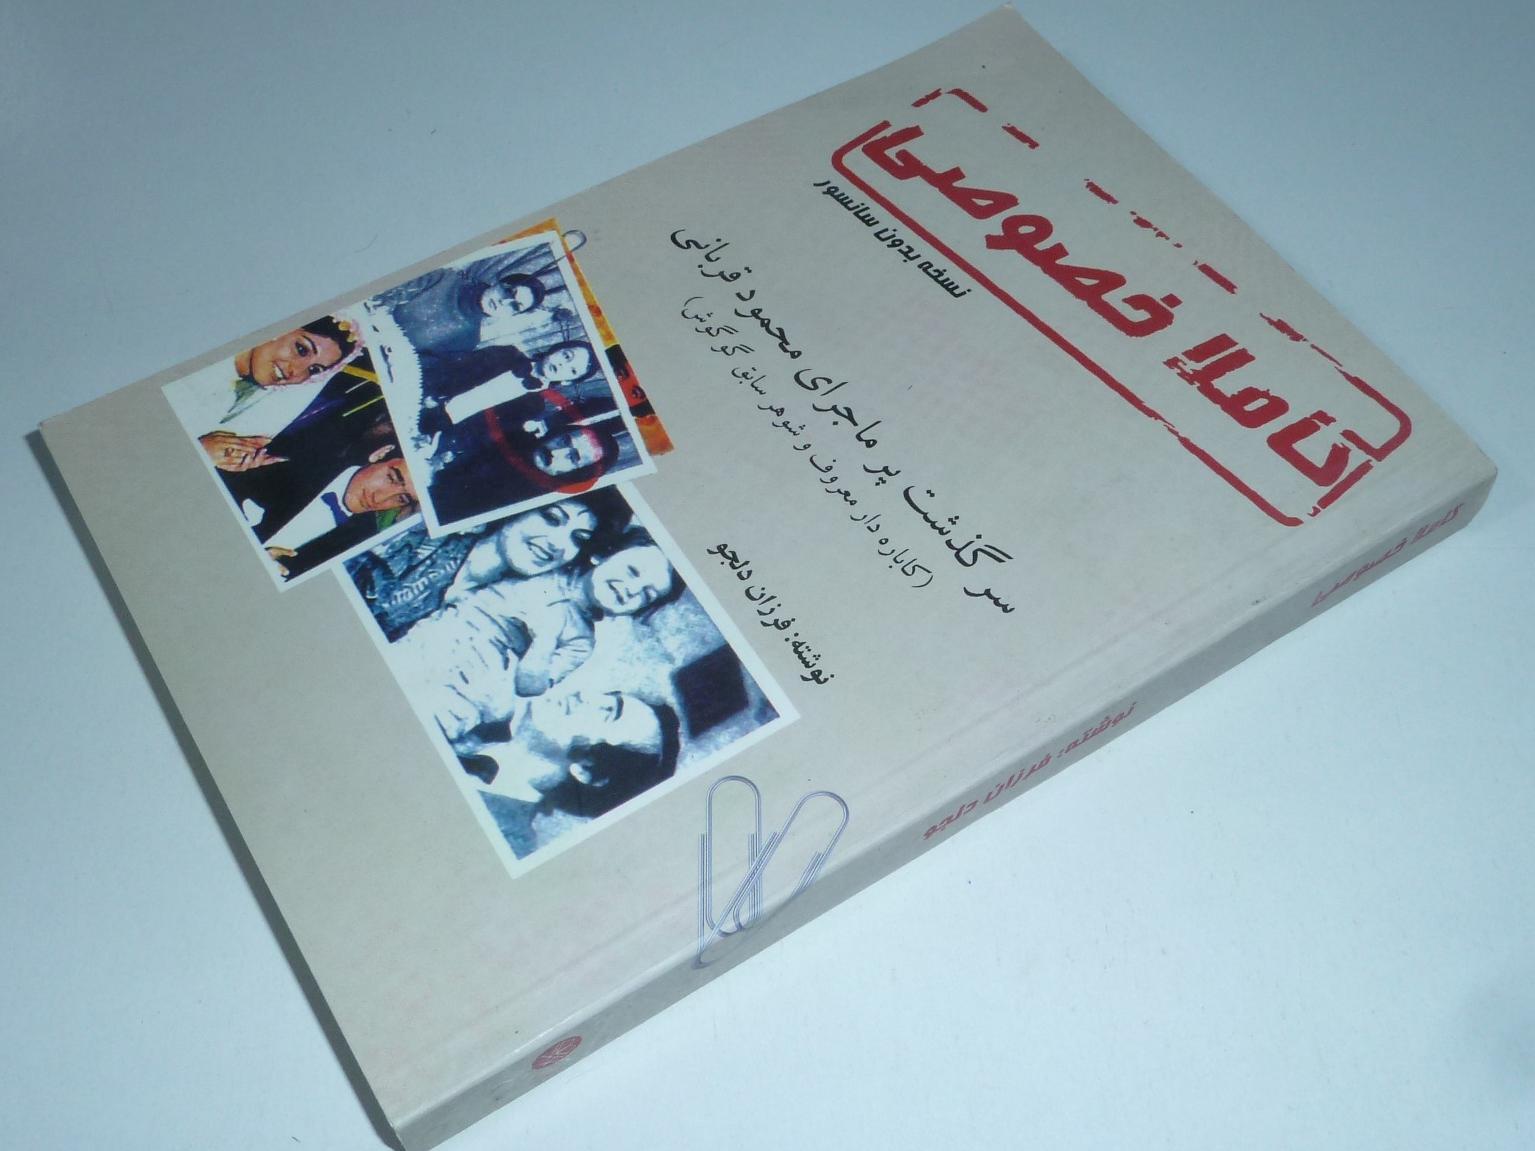 کاملاً خصوصی
نسخه بدون سانسور
سرگذشت پر ماجرای محمود قربانی
(کاباره دار معروف و شوهر سابق گوگوش)
نوشته: فرزان دلجو
کاملاً خصوصی
نوشته: فرزان دلجو